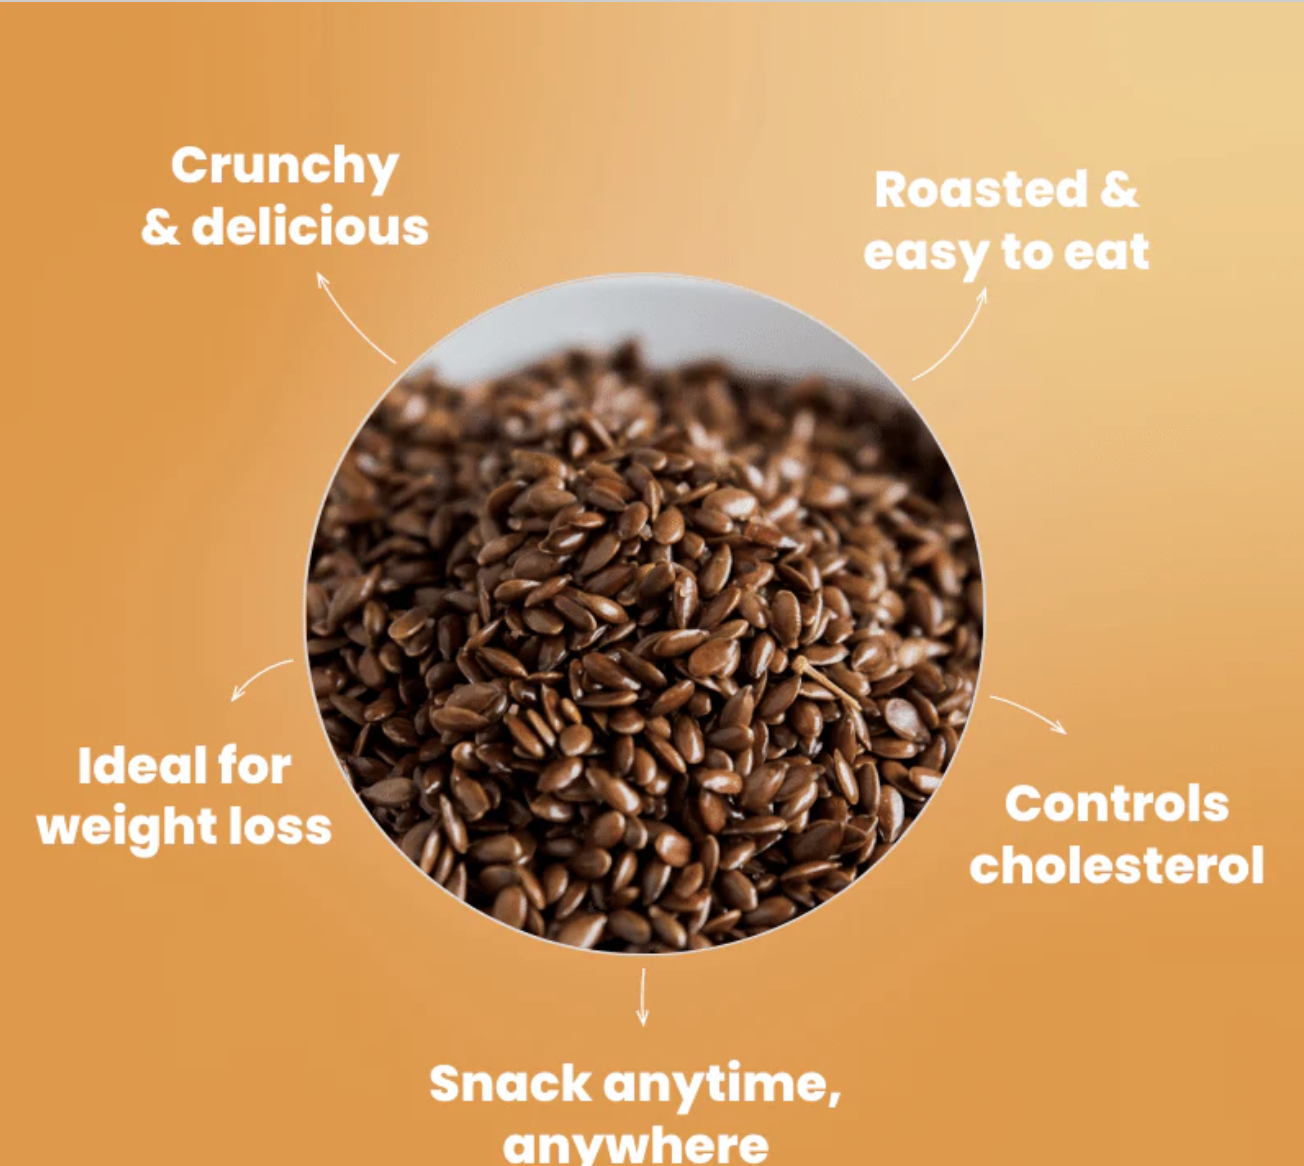 Crunchy
& delicious
Roasted &
easy to eat
Ideal for
weight loss
Controls
cholesterol
Snack anytime,
anywhere